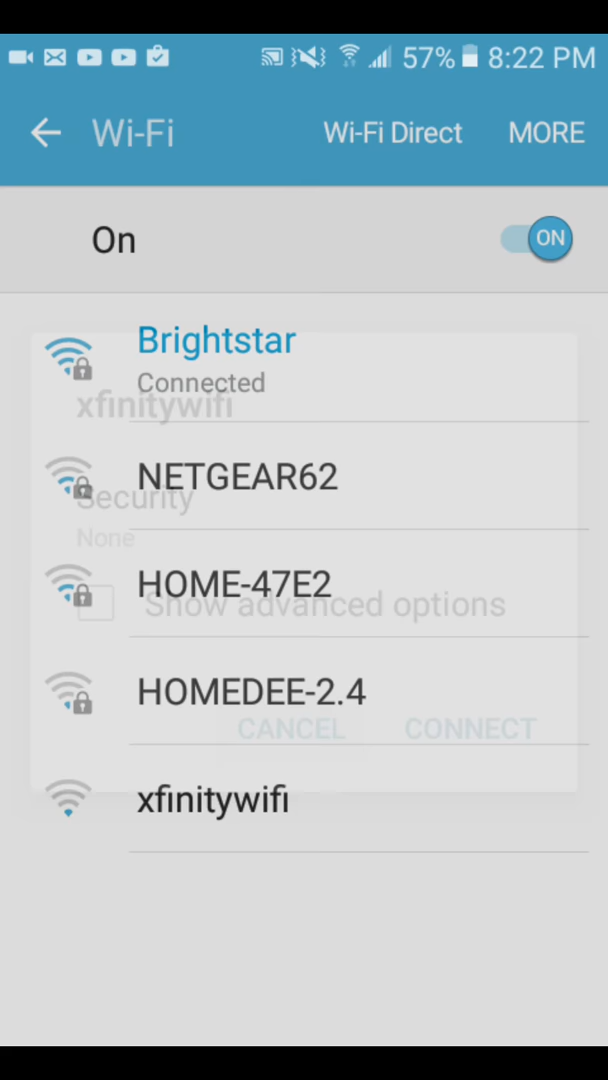 57% 8:22 PM
Wi-Fi Wi-Fi Direct MORE
On ON
Brightstar
Connected
xfinitywifi
NETGEAR62
Security
None
HOME-47E2
Show advanced options
HOMEDEE-2.4
CANCEL CONNECT
xfinitywifi